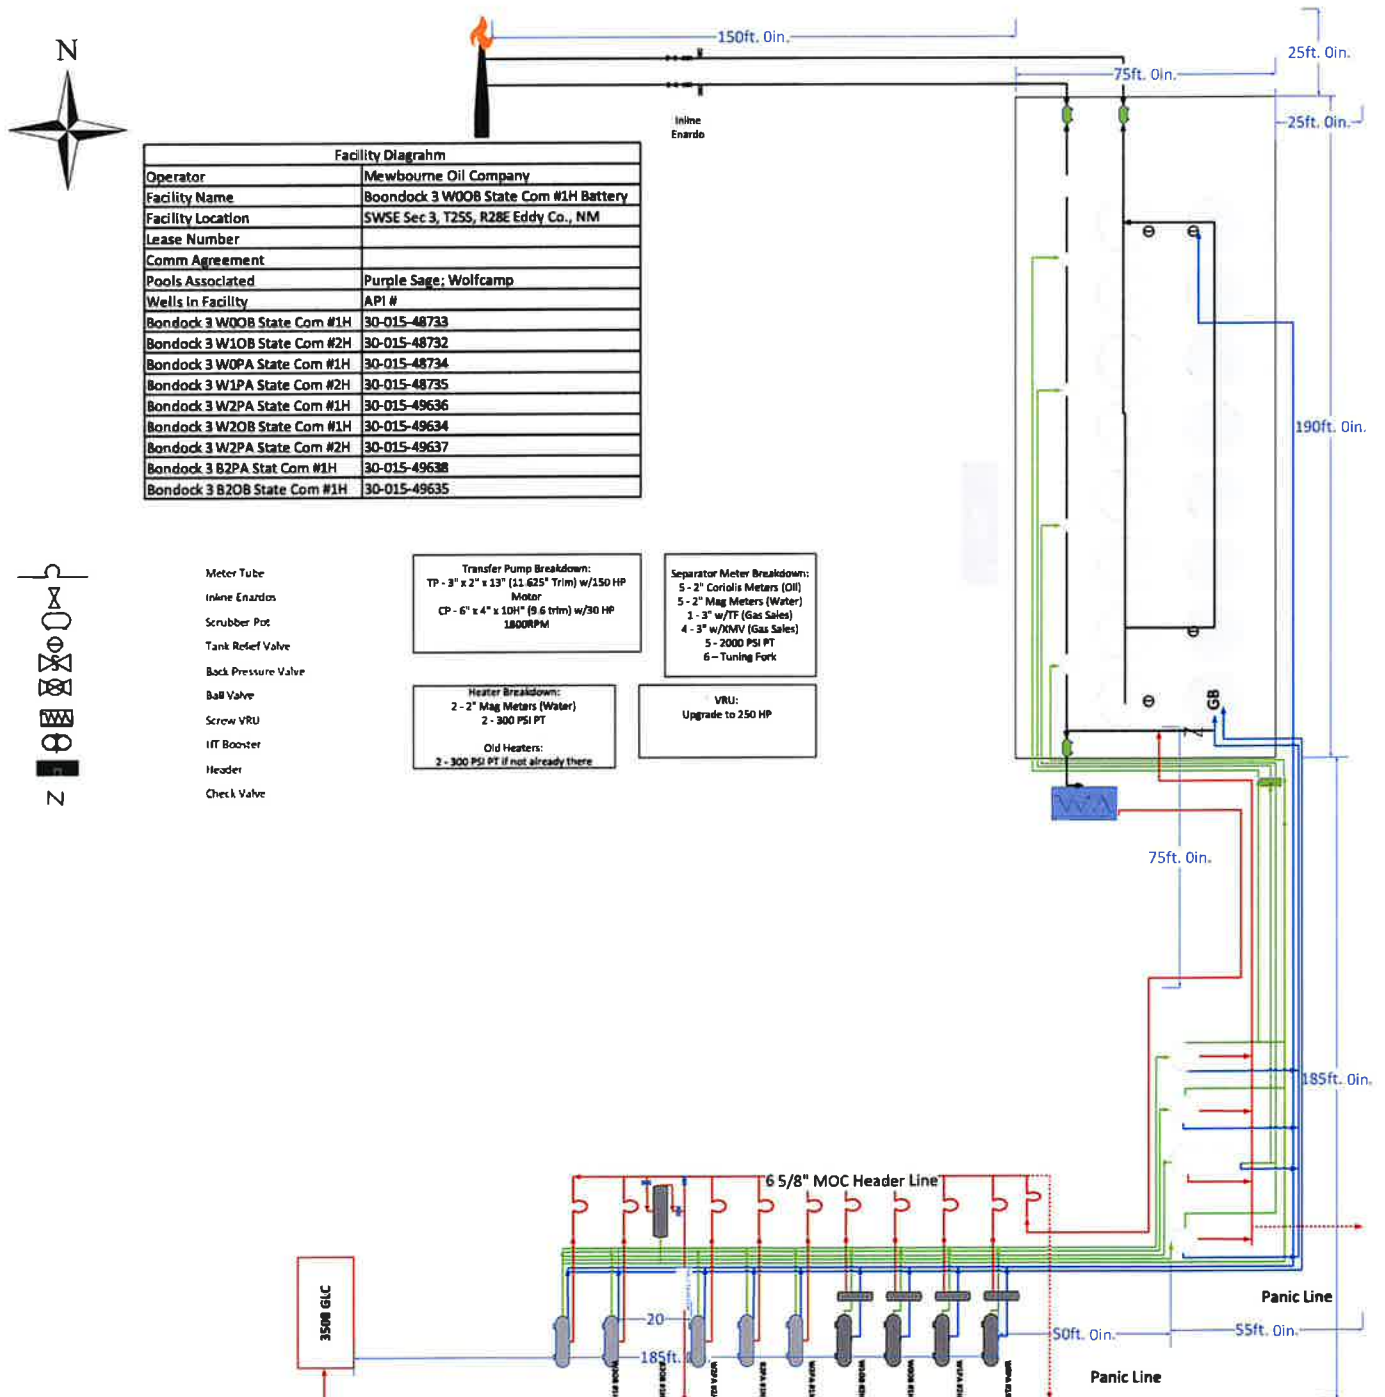 N
150ft. 0in.
25ft. 0in.
75ft. 0in.
25ft. 0in.
Inline
Enardo
Facility Diagrahm
Operator Mewbourne Oil Company
Facility Name Boondock 3 W0OB State Com #1H Battery
Facility Location SWSE Sec 3, T25S, R28E Eddy Co., NM
Lease Number
Comm Agreement
Pools Associated Purple Sage; Wolfcamp
Wells In Facility API #
Bondock 3 W0OB State Com #1H 30-015-48733
Bondock 3 W1OB State Com #2H 30-015-48732
Bondock 3 W0PA State Com #1H 30-015-48734
Bondock 3 W1PA State Com #2H 30-015-48735
Bondock 3 W2PA State Com #1H 30-015-49636
Bondock 3 W2OB State Com #1H 30-015-49634
Bondock 3 W2PA State Com #2H 30-015-49637
Bondock 3 B2PA Stat Com #1H 30-015-49638
Bondock 3 B2OB State Com #1H 30-015-49635
190ft. 0in.
Meter Tube
Inline Enardos
Scrubber Pot
Tank Relief Valve
Back Pressure Valve
Ball Valve
Screw VRU
HT Booster
Header
Check Valve
Transfer Pump Breakdown:
TP - 3" x 2" x 13" (11.625" Trim) w/150 HP
Motor
CP - 6" x 4" x 10H" (9.6 trim) w/30 HP
1800RPM
Separator Meter Breakdown:
5 - 2" Coriolis Meters (Oil)
5 - 2" Mag Meters (Water)
1 - 3" w/TF (Gas Sales)
4 - 3" w/XMV (Gas Sales)
5 - 2000 PSI PT
6 – Tuning Fork
Heater Breakdown:
2 - 2" Mag Meters (Water)
2 - 300 PSI PT
Old Heaters:
2 - 300 PSI PT if not already there
VRU:
Upgrade to 250 HP
GB
75ft. 0in.
185ft. 0in.
6 5/8" MOC Header Line
350B GLC
Panic Line
20
50ft. 0in.
55ft. 0in.
185ft.
Panic Line